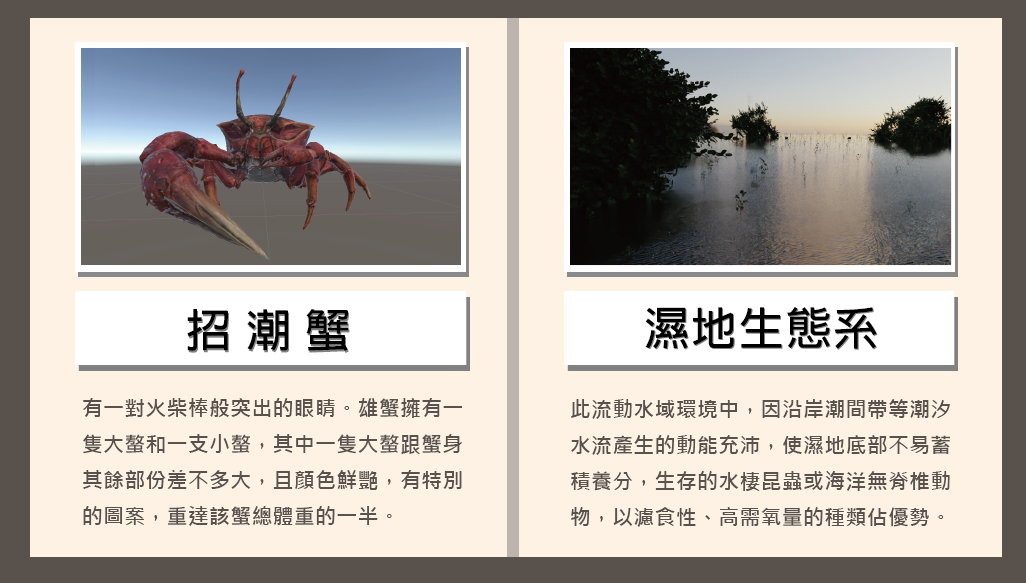 招潮蟹
有一對火柴棒般突出的眼睛。雄蟹擁有一
隻大螯和一支小螯，其中一隻大螯跟蟹身
其餘部份差不多大，且顏色鮮艷，有特別
的圖案，重達該蟹總體重的一半。
濕地生態系
此流動水域環境中，因沿岸潮間帶等潮汐
水流產生的動能充沛，使濕地底部不易蓄
積養分，生存的水棲昆蟲或海洋無脊椎動
物，以濾食性、高需氧量的種類佔優勢。